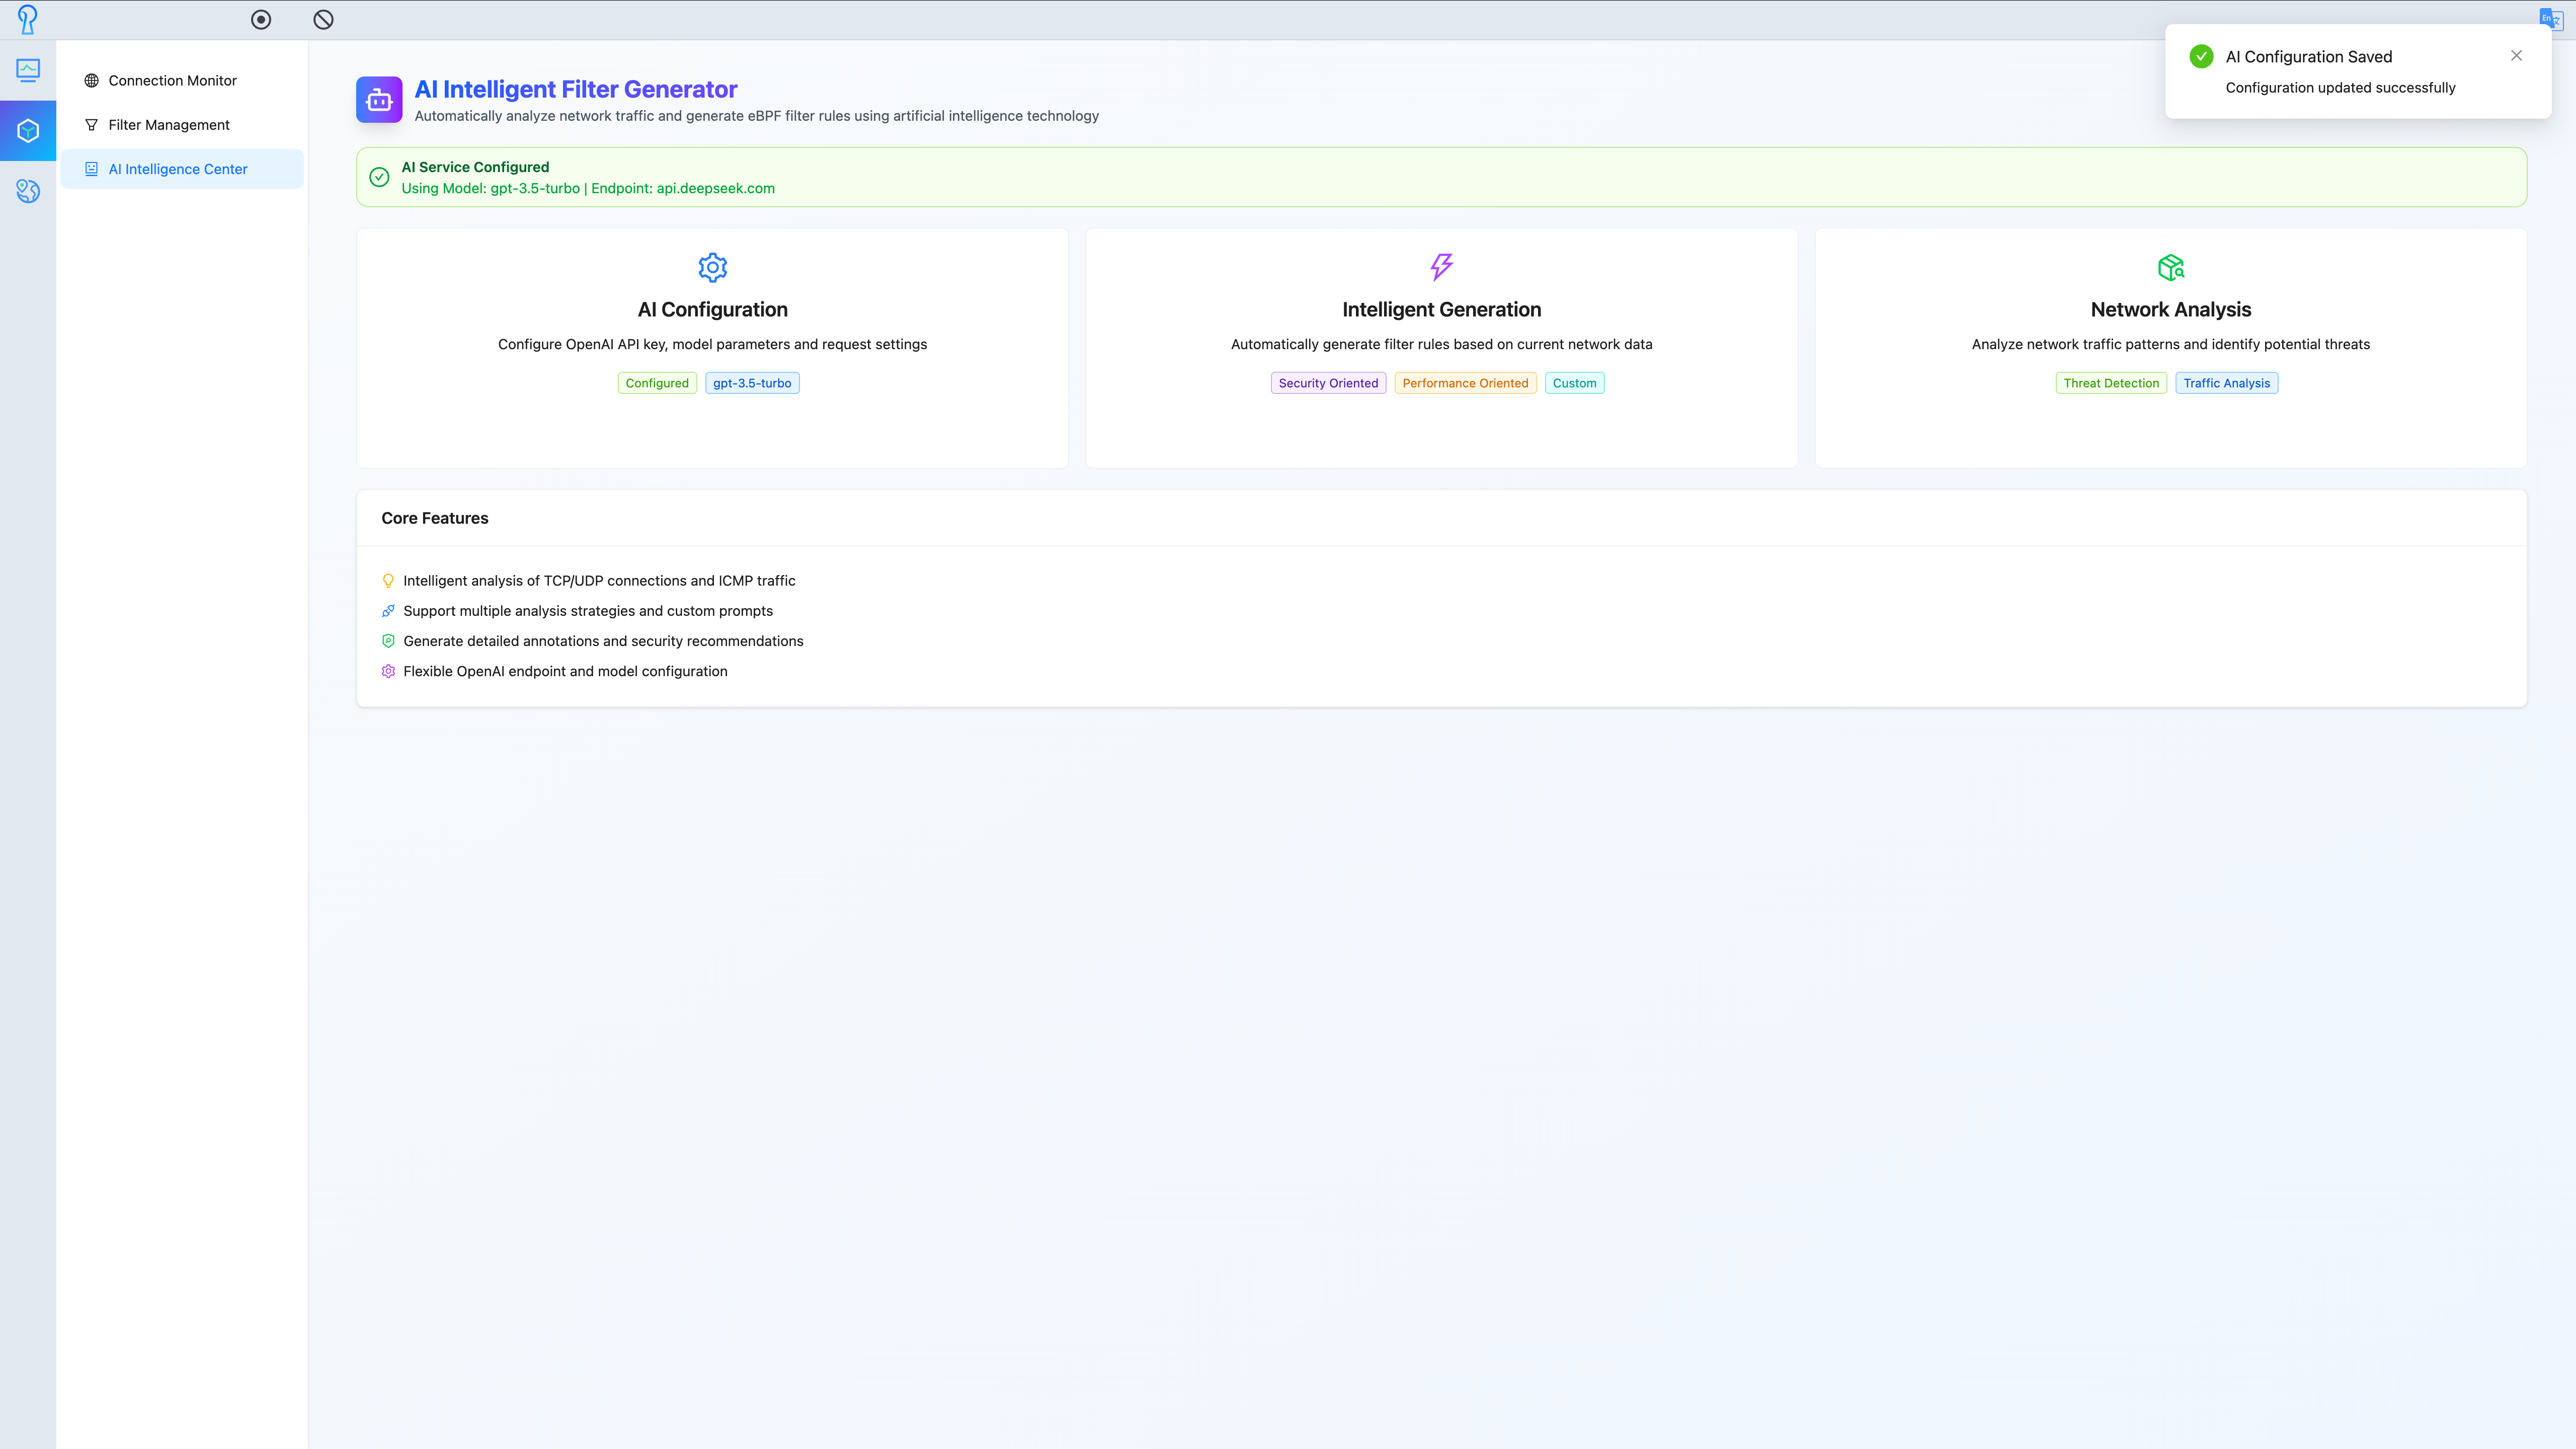 En 文
AI Configuration Saved
Configuration updated successfully
Connection Monitor
Filter Management
AI Intelligence Center
AI Intelligent Filter Generator
Automatically analyze network traffic and generate eBPF filter rules using artificial intelligence technology
AI Service Configured
Using Model: gpt-3.5-turbo | Endpoint: api.deepseek.com
AI Configuration
Configure OpenAI API key, model parameters and request settings
Configured gpt-3.5-turbo
Intelligent Generation
Automatically generate filter rules based on current network data
Security Oriented Performance Oriented Custom
Network Analysis
Analyze network traffic patterns and identify potential threats
Threat Detection Traffic Analysis
Core Features
Intelligent analysis of TCP/UDP connections and ICMP traffic
Support multiple analysis strategies and custom prompts
Generate detailed annotations and security recommendations
Flexible OpenAI endpoint and model configuration